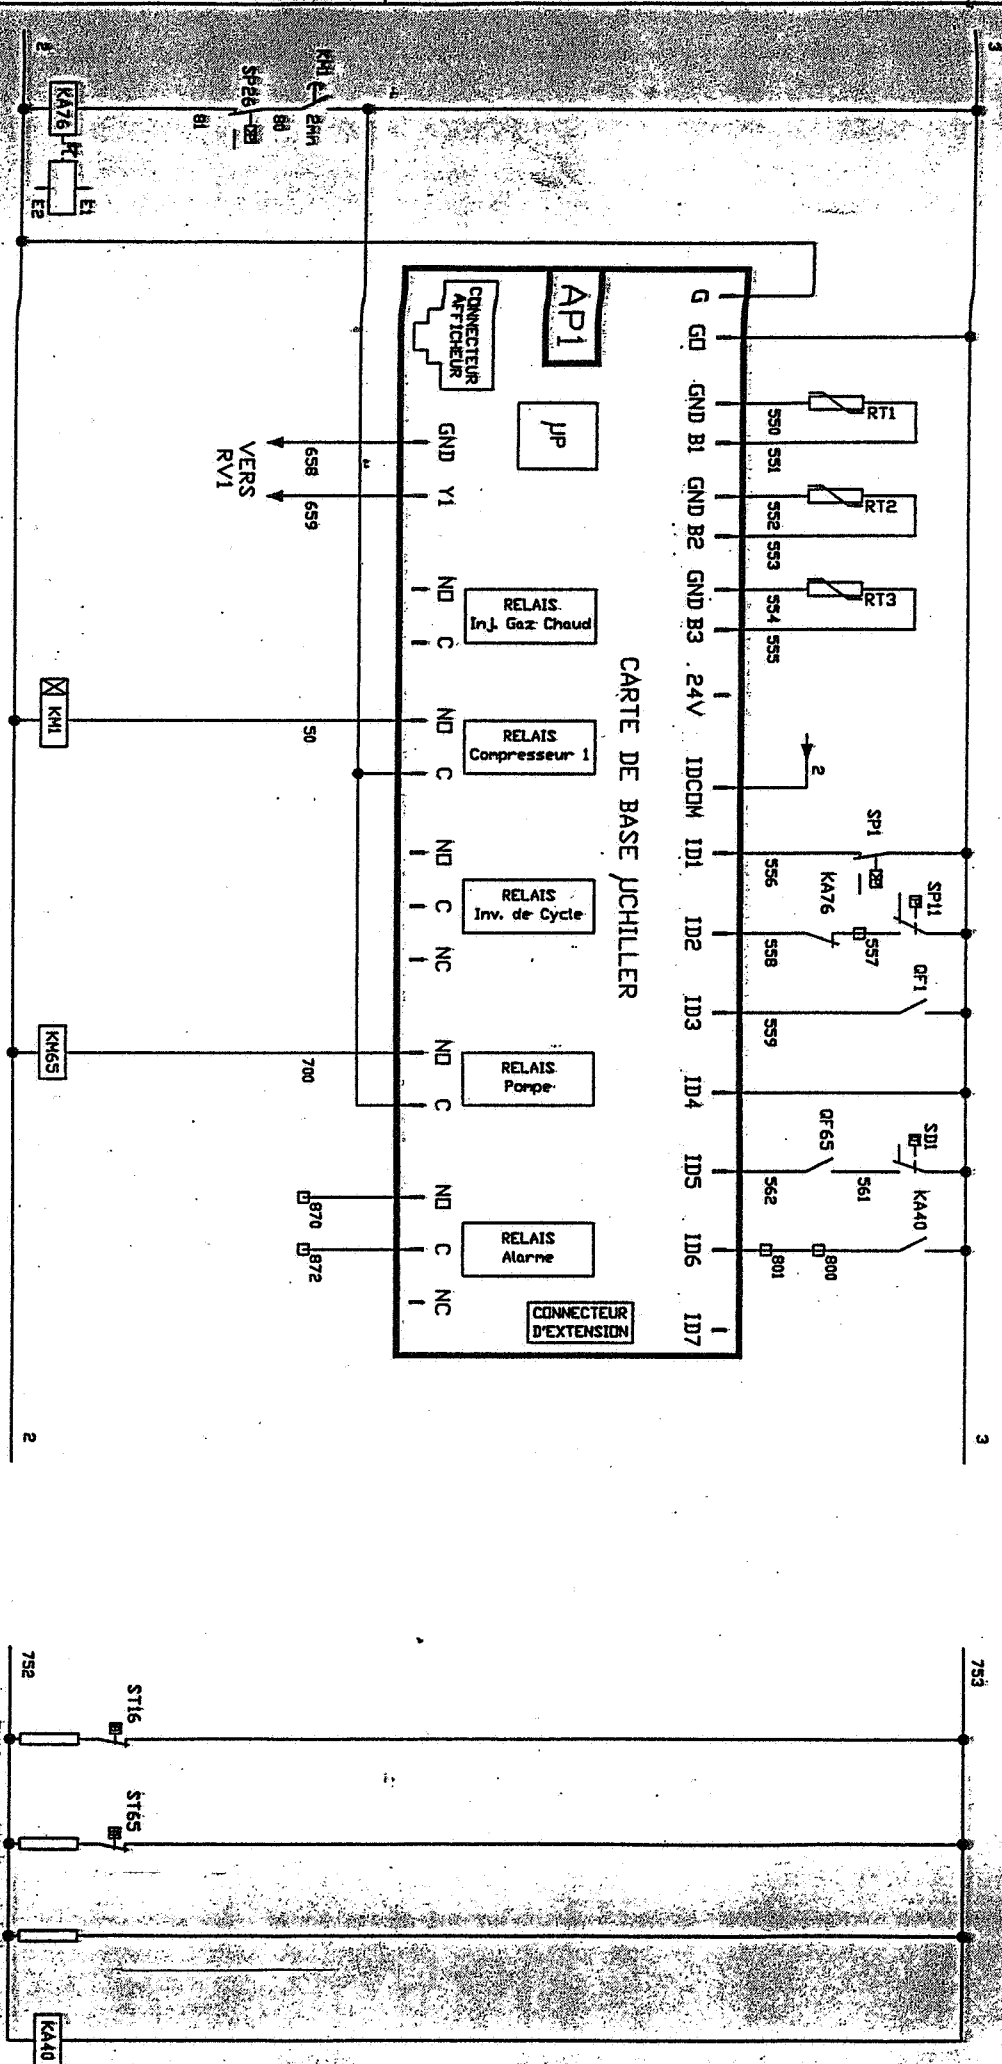 3
2
KA76
E1
E2
SP26
80
81
AP1
CONNECTEUR
AFFICHEUR
µP
G
G0
GND
B1
GND
B2
GND
B3
24V
IDCOM
ID1
ID2
ID3
ID4
ID5
ID6
ID7
550
551
552
553
554
555
RT1
RT2
RT3
2
SP1
556
KA76
SP11
557
558
QF1
559
QF65
SD1
561
562
KA40
800
801
CARTE DE BASE µCHILLER
GND
Y1
658
659
VERS
RV1
NO
C
RELAIS
Inj. Gaz Chaud
NO
C
RELAIS
Compresseur 1
NO
C
NC
RELAIS
Inv. de Cycle
NO
C
RELAIS
Pompe
NO
C
NC
RELAIS
Alarme
CONNECTEUR
D'EXTENSION
50
KM1
700
KM65
870
872
3
2
753
752
ST16
ST65
KA40